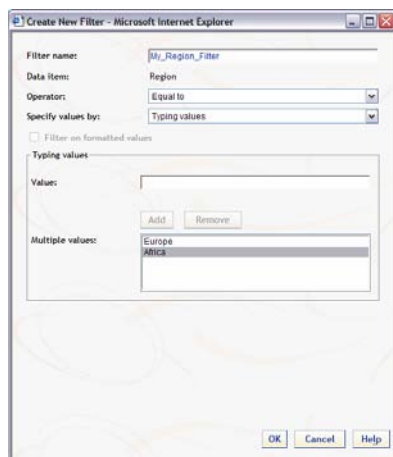 Create New Filter - Microsoft Internet Explorer
Filter name: My_Region_Filter
Data item: Region
Operator: Equal to
Specify values by: Typing values
Filter on formatted values
Typing values
Value:
Add Remove
Multiple values: Europe
Africa
OK Cancel Help